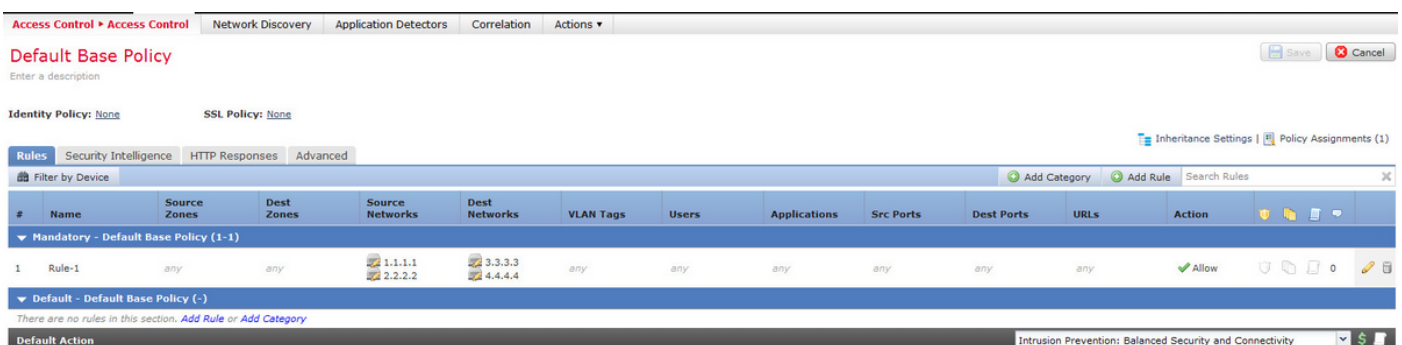 Access Control ▸ Access Control Network Discovery Application Detectors Correlation Actions ▾
Default Base Policy
Save Cancel
Enter a description
Identity Policy: None SSL Policy: None
Inheritance Settings | Policy Assignments (1)
Rules Security Intelligence HTTP Responses Advanced
Filter by Device Add Category Add Rule Search Rules
# Name Source Zones Dest Zones Source Networks Dest Networks VLAN Tags Users Applications Src Ports Dest Ports URLs Action
Mandatory - Default Base Policy (1-1)
1 Rule-1 any any 1.1.1.1 3.3.3.3 any any any any any any Allow 0
2.2.2.2 4.4.4.4
Default - Default Base Policy (-)
There are no rules in this section. Add Rule or Add Category
Default Action Intrusion Prevention: Balanced Security and Connectivity $